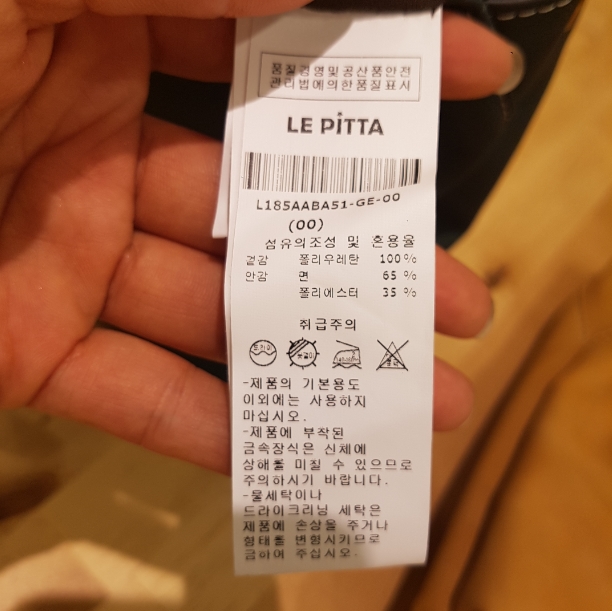 품질경영및공산품안전
관리법에의한품질표시
LE PITTA
L185AABA51-GE-00
(00)
섬유의조성 및 혼용율
겉감 폴리우레탄 100%
안감 면 65 %
폴리에스터 35 %
취급주의
드라이
옷걸이
-제품의 기본용도
이외에는 사용하지
마십시오.
-제품에 부착된
금속장식은 신체에
상해를 미칠 수 있으므로
주의하시기 바랍니다.
-물세탁이나
드라이크리닝 세탁은
제품에 손상을 주거나
형태를 변형시키므로
금하여 주십시오.